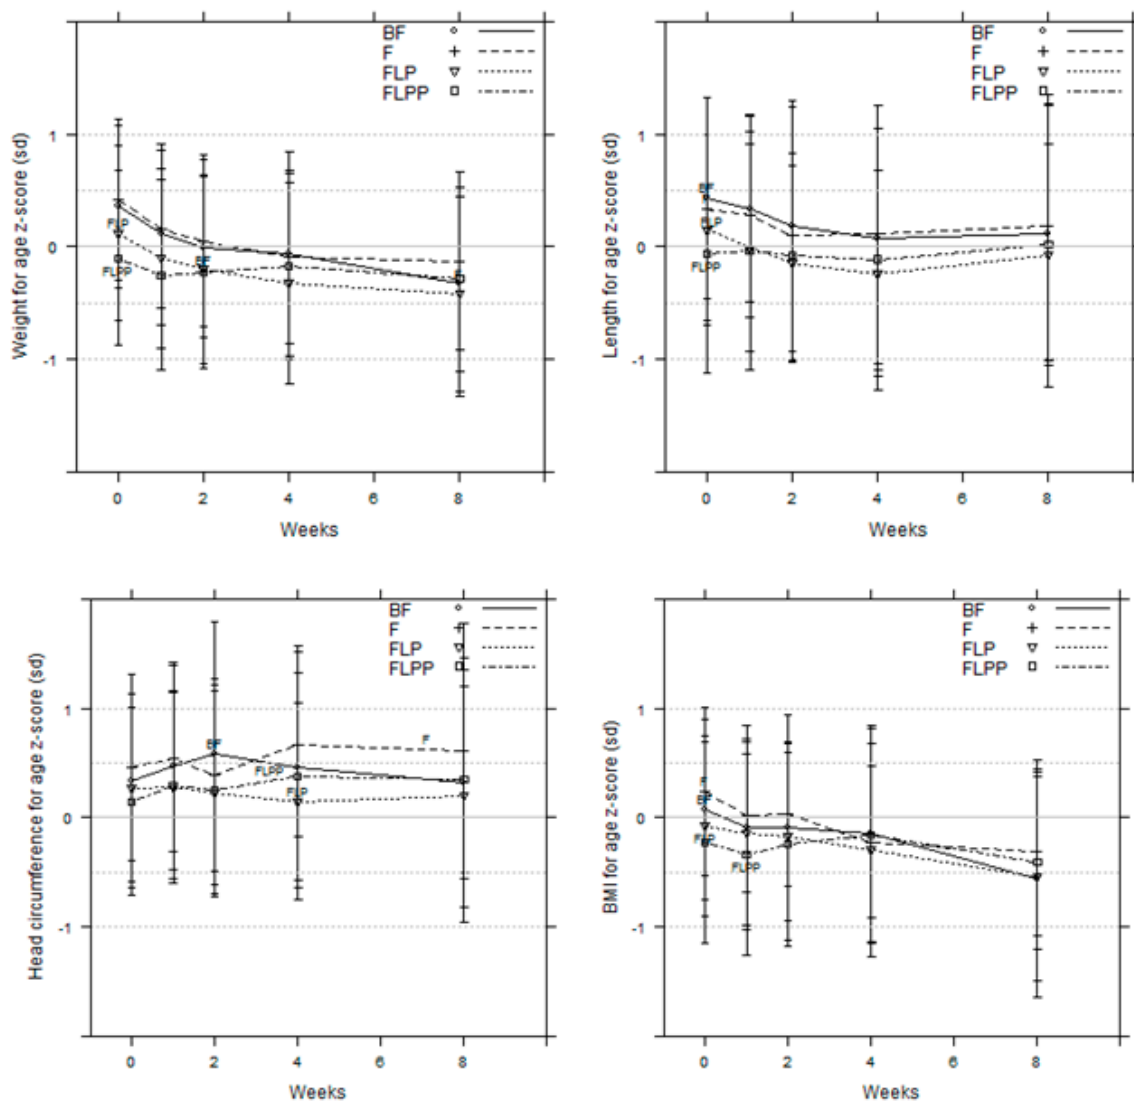 BF
F
FLP
FLPP
1
0
-1
FLP
FLPP
BF
F
0
2
4
6
8
Weight for age z-score (sd)
Weeks
BF
F
FLP
FLPP
1
0
-1
BF
F
FLP
FLPP
0
2
4
6
8
Length for age z-score (sd)
Weeks
BF
F
FLP
FLPP
1
0
-1
BF
F
FLPP
FLP
0
2
4
6
8
Head circumference for age z-score (sd)
Weeks
BF
F
FLP
FLPP
1
0
-1
F
BF
FLP
FLPP
0
2
4
6
8
BMI for age z-score (sd)
Weeks